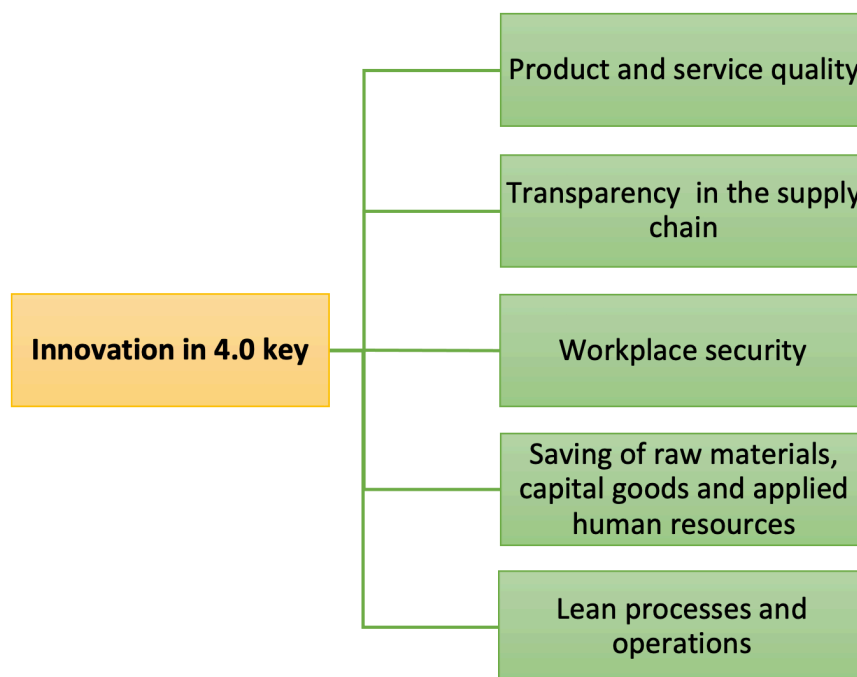 Product and service quality
Transparency  in the supply
chain
Innovation in 4.0 key
Workplace security
Saving of raw materials,
capital goods and applied
human resources
Lean processes and
operations